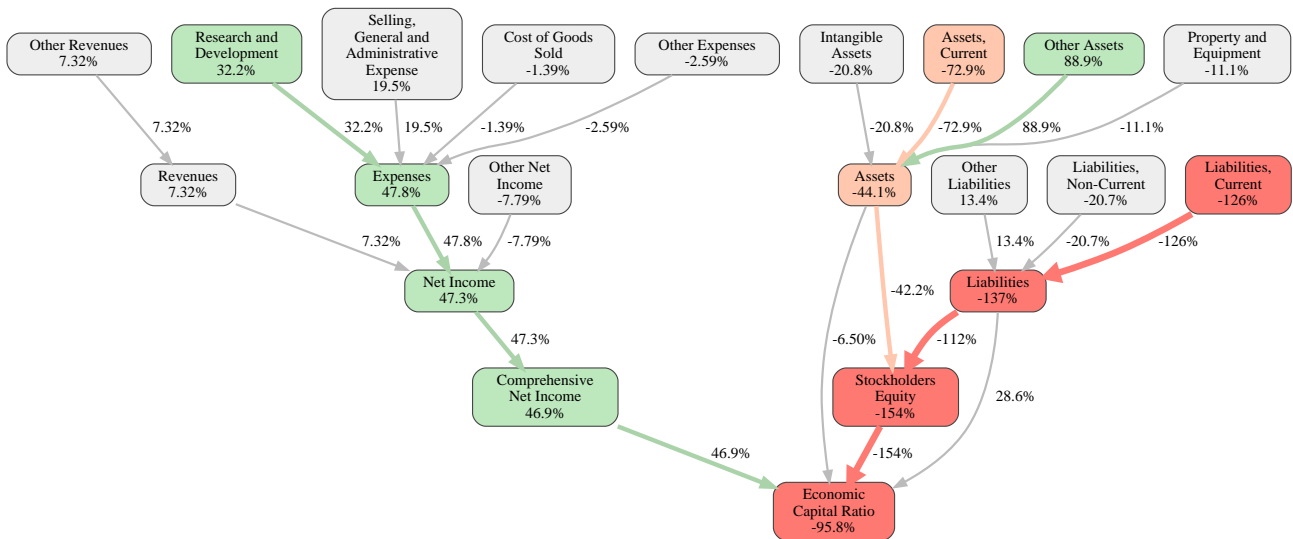 Other Revenues
7.32%
Research and
Development
32.2%
Selling,
General and
Administrative
Expense
19.5%
Cost of Goods
Sold
-1.39%
Other Expenses
-2.59%
Intangible
Assets
-20.8%
Assets,
Current
-72.9%
Other Assets
88.9%
Property and
Equipment
-11.1%
7.32%
32.2%
19.5%
-1.39%
-2.59%
-20.8%
-72.9%
88.9%
-11.1%
Revenues
7.32%
Expenses
47.8%
Other Net
Income
-7.79%
Assets
-44.1%
Other
Liabilities
13.4%
Liabilities,
Non-Current
-20.7%
Liabilities,
Current
-126%
7.32%
47.8%
-7.79%
13.4%
-20.7%
-126%
Net Income
47.3%
-42.2%
Liabilities
-137%
47.3%
-6.50%
-112%
Comprehensive
Net Income
46.9%
Stockholders
Equity
-154%
28.6%
46.9%
-154%
Economic
Capital Ratio
-95.8%